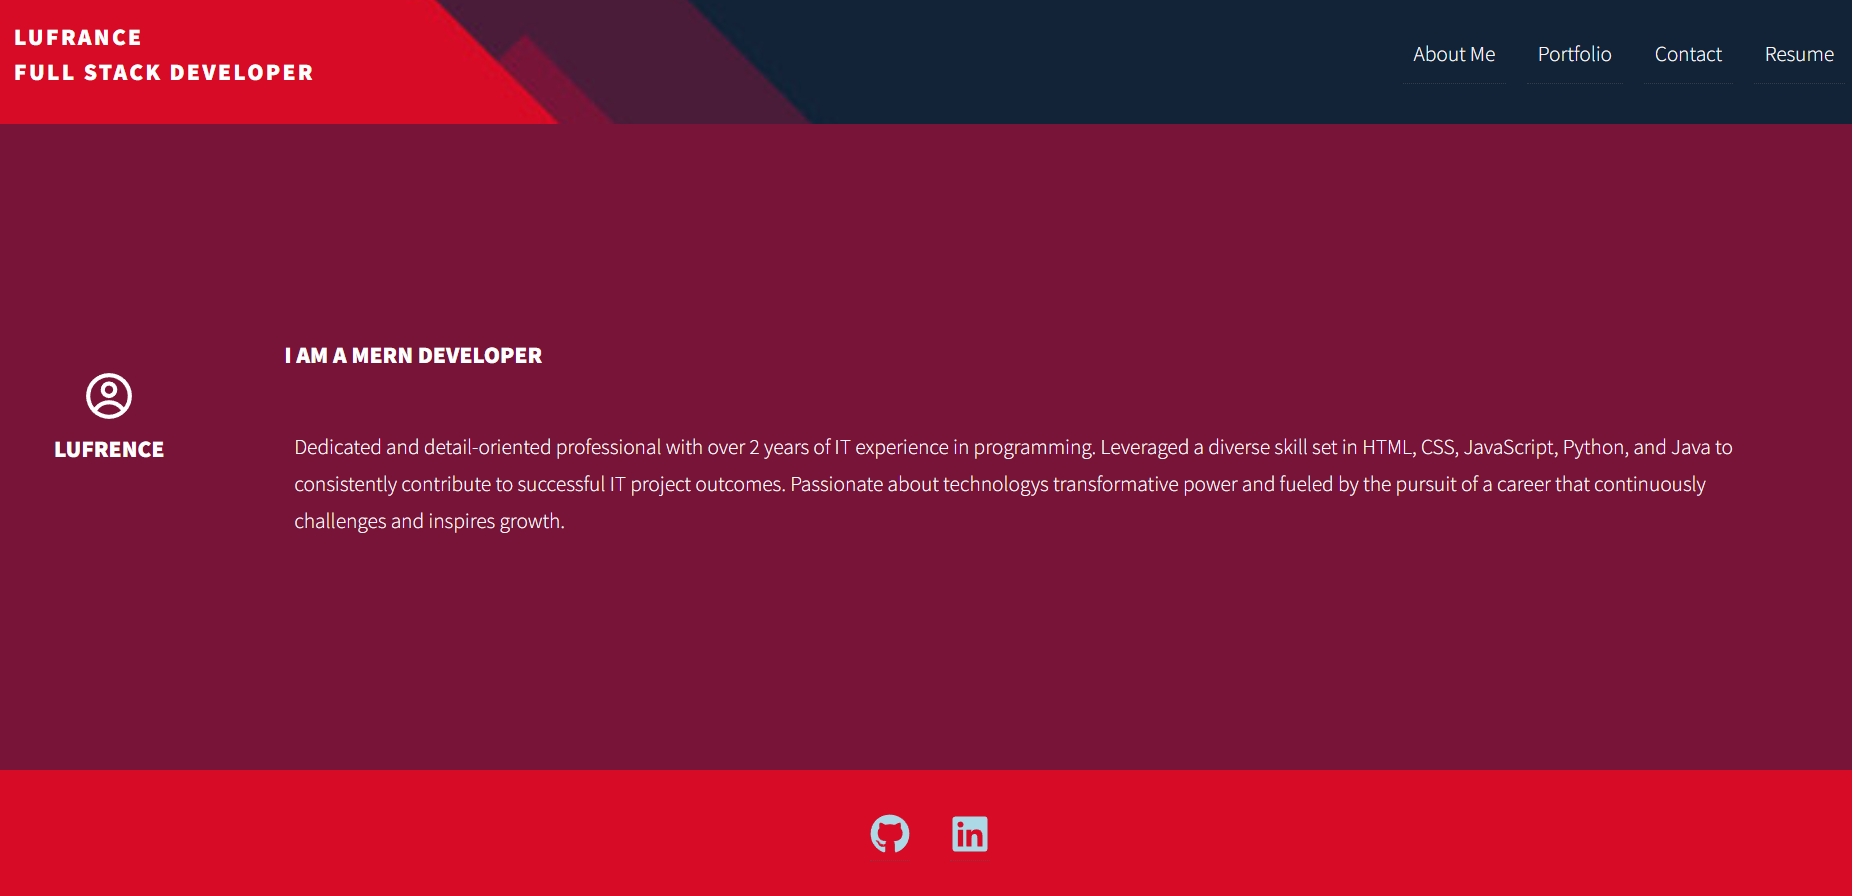 LUFRANCE
FULL STACK DEVELOPER
About Me Portfolio Contact Resume
I AM A MERN DEVELOPER
LUFRENCE
Dedicated and detail-oriented professional with over 2 years of IT experience in programming. Leveraged a diverse skill set in HTML, CSS, JavaScript, Python, and Java to
consistently contribute to successful IT project outcomes. Passionate about technologys transformative power and fueled by the pursuit of a career that continuously
challenges and inspires growth.
in